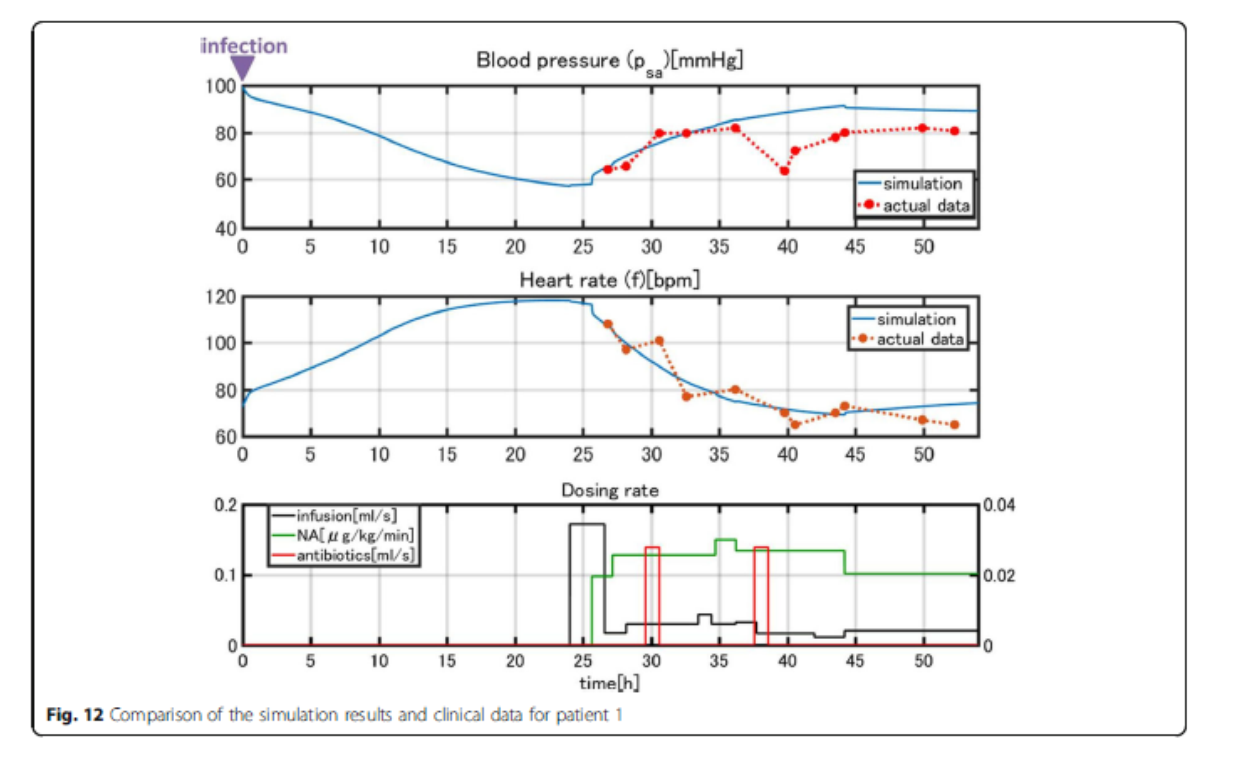 infection
Blood pressure (p_sa)[mmHg]
100
80
60
40
0 5 10 15 20 25 30 35 40 45 50
simulation
actual data
Heart rate (f)[bpm]
120
100
80
60
0 5 10 15 20 25 30 35 40 45 50
simulation
actual data
Dosing rate
0.2
0.1
0
0.04
0.02
0
infusion[ml/s]
NA[μg/kg/min]
antibiotics[ml/s]
0 5 10 15 20 25 30 35 40 45 50
time[h]
Fig. 12 Comparison of the simulation results and clinical data for patient 1